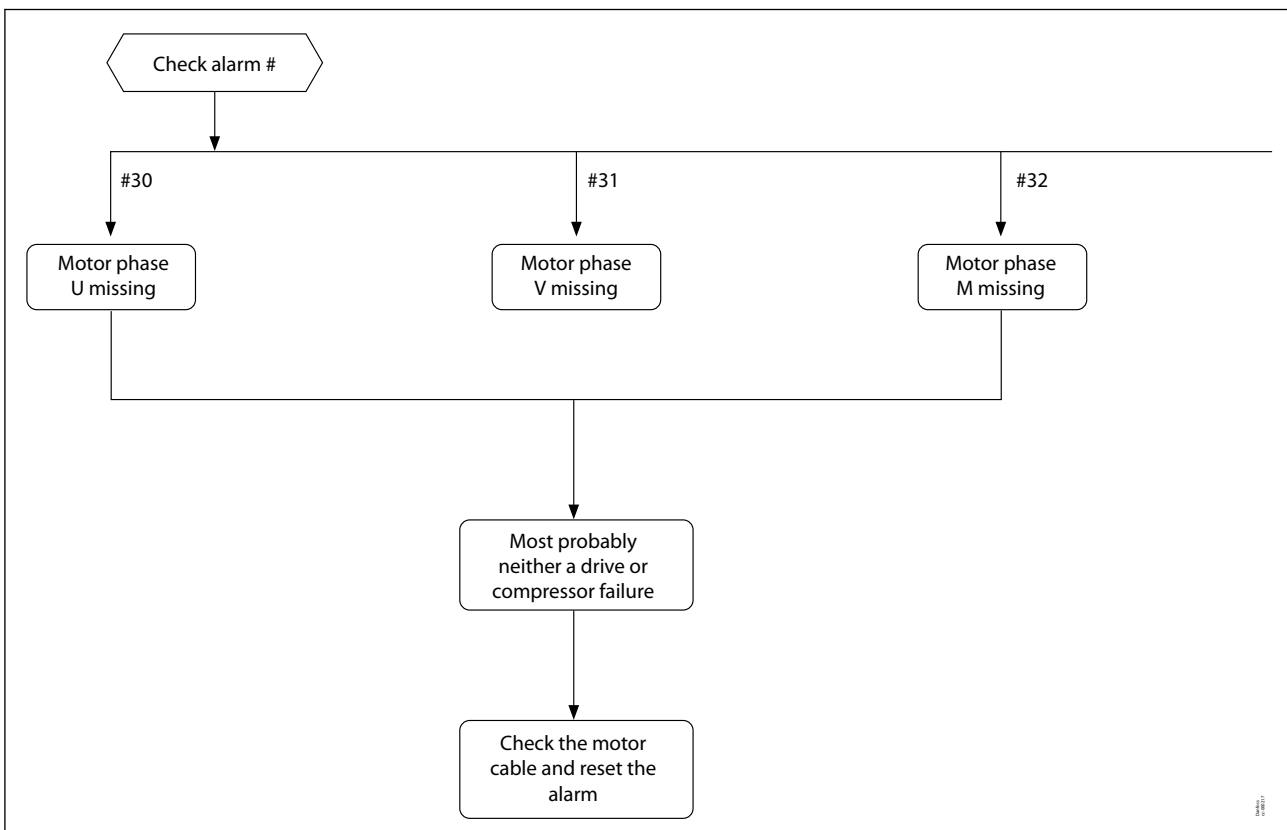 Check alarm #
#30
#31
#32
Motor phase
U missing
Motor phase
V missing
Motor phase
M missing
Most probably
neither a drive or
compressor failure
Check the motor
cable and reset the
alarm
Danfoss